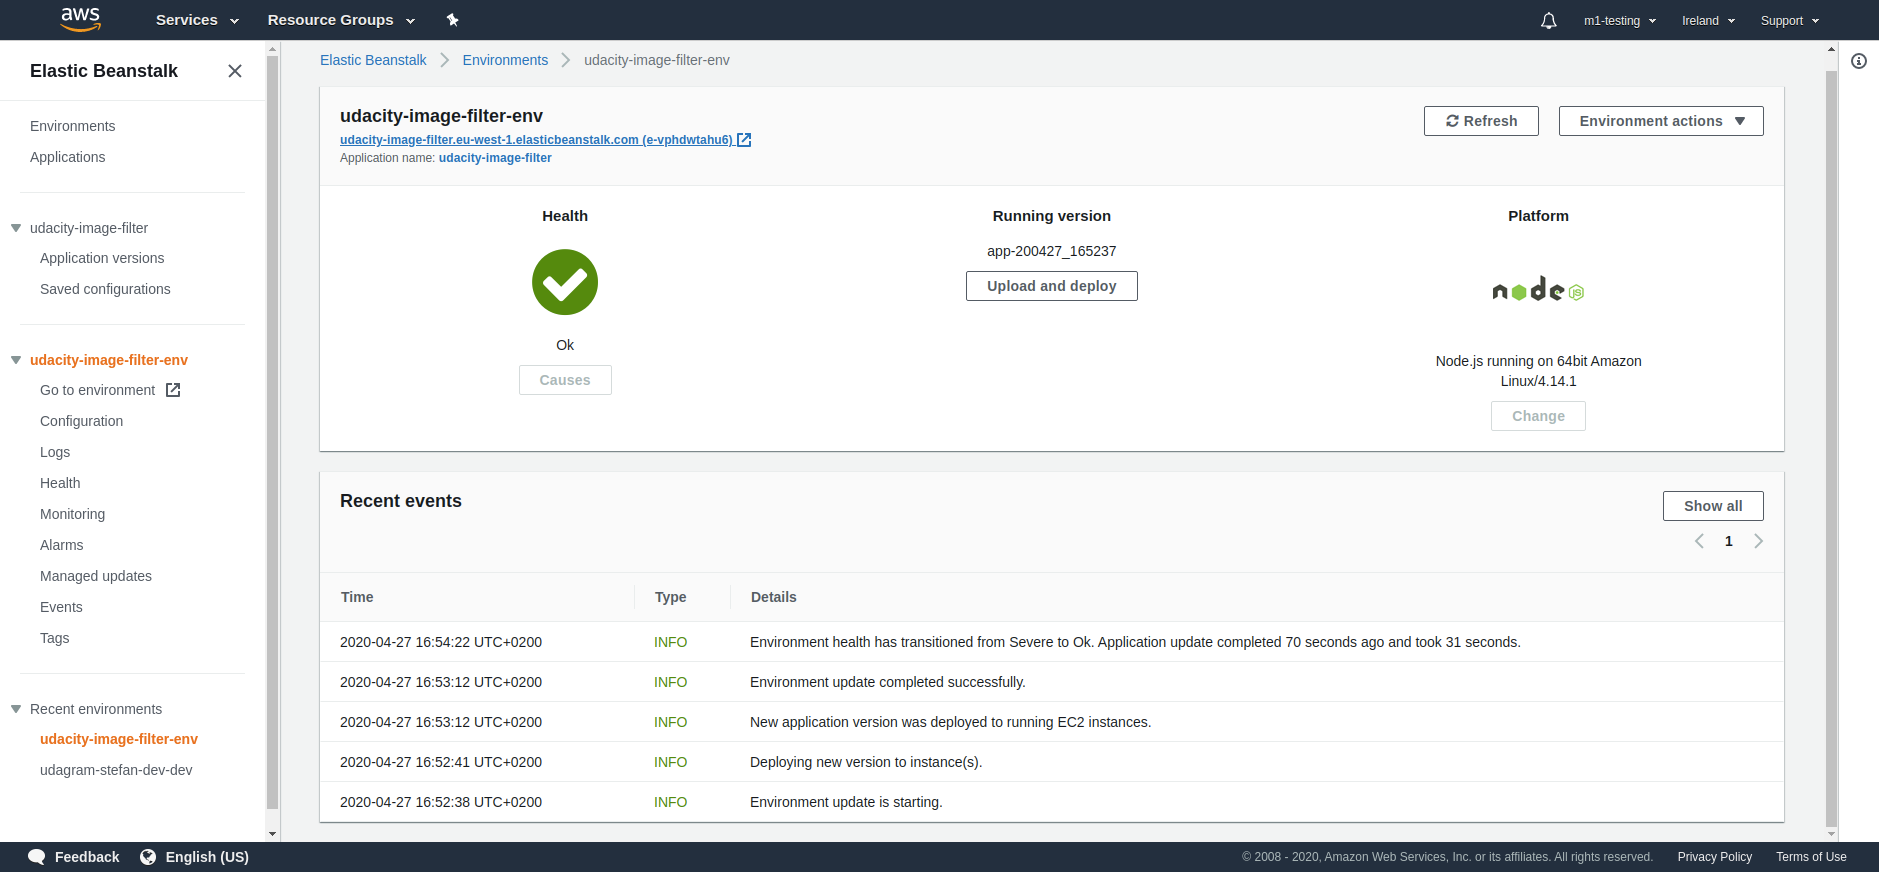 aws
Services
Resource Groups
m1-testing
Ireland
Support
Elastic Beanstalk
Environments
Applications
udacity-image-filter
Application versions
Saved configurations
udacity-image-filter-env
Go to environment
Configuration
Logs
Health
Monitoring
Alarms
Managed updates
Events
Tags
Recent environments
udacity-image-filter-env
udagram-stefan-dev-dev
Elastic Beanstalk
Environments
udacity-image-filter-env
udacity-image-filter-env
udacity-image-filter.eu-west-1.elasticbeanstalk.com (e-vphdwtahu6)
Application name: udacity-image-filter
Refresh
Environment actions
Health
Ok
Causes
Running version
app-200427_165237
Upload and deploy
Platform
node JS
Node.js running on 64bit Amazon
Linux/4.14.1
Change
Recent events
Show all
1
Time Type Details
2020-04-27 16:54:22 UTC+0200 INFO Environment health has transitioned from Severe to Ok. Application update completed 70 seconds ago and took 31 seconds.
2020-04-27 16:53:12 UTC+0200 INFO Environment update completed successfully.
2020-04-27 16:53:12 UTC+0200 INFO New application version was deployed to running EC2 instances.
2020-04-27 16:52:41 UTC+0200 INFO Deploying new version to instance(s).
2020-04-27 16:52:38 UTC+0200 INFO Environment update is starting.
Feedback
English (US)
© 2008 - 2020, Amazon Web Services, Inc. or its affiliates. All rights reserved.
Privacy Policy
Terms of Use